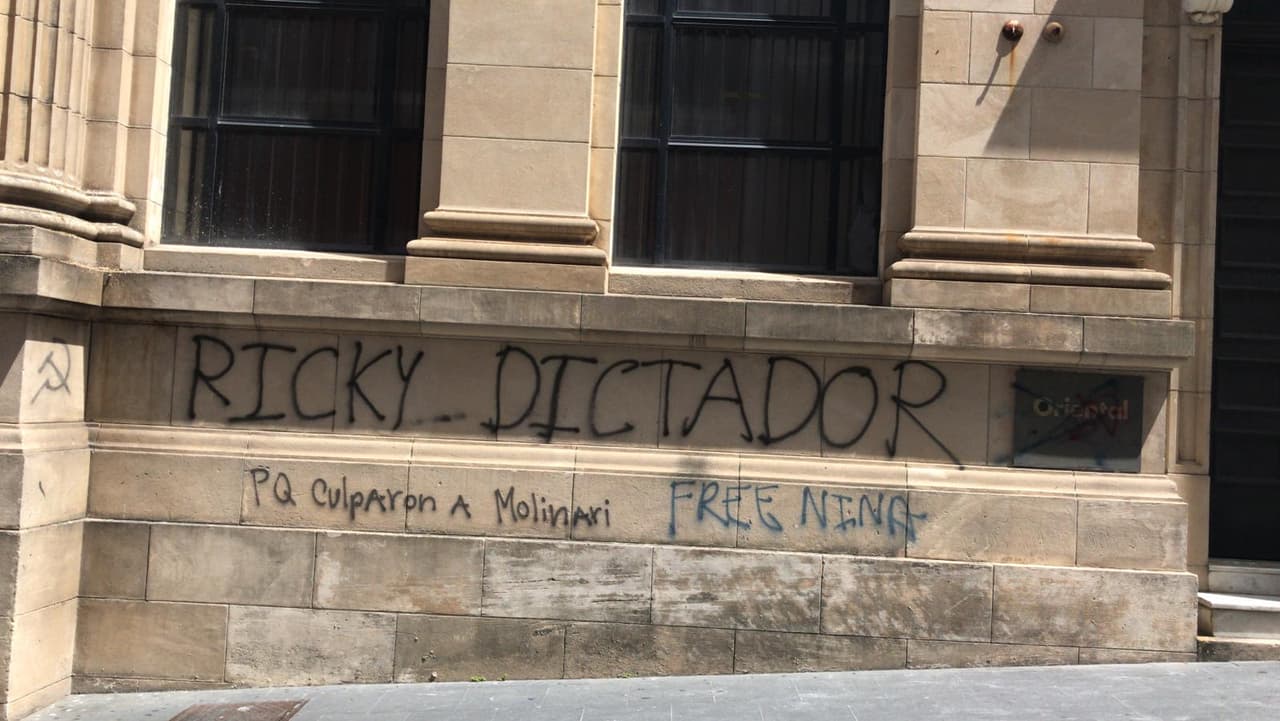 RICKY DICTADOR
Oriental
PQ CulpAron A MolinAri
FREE NINA